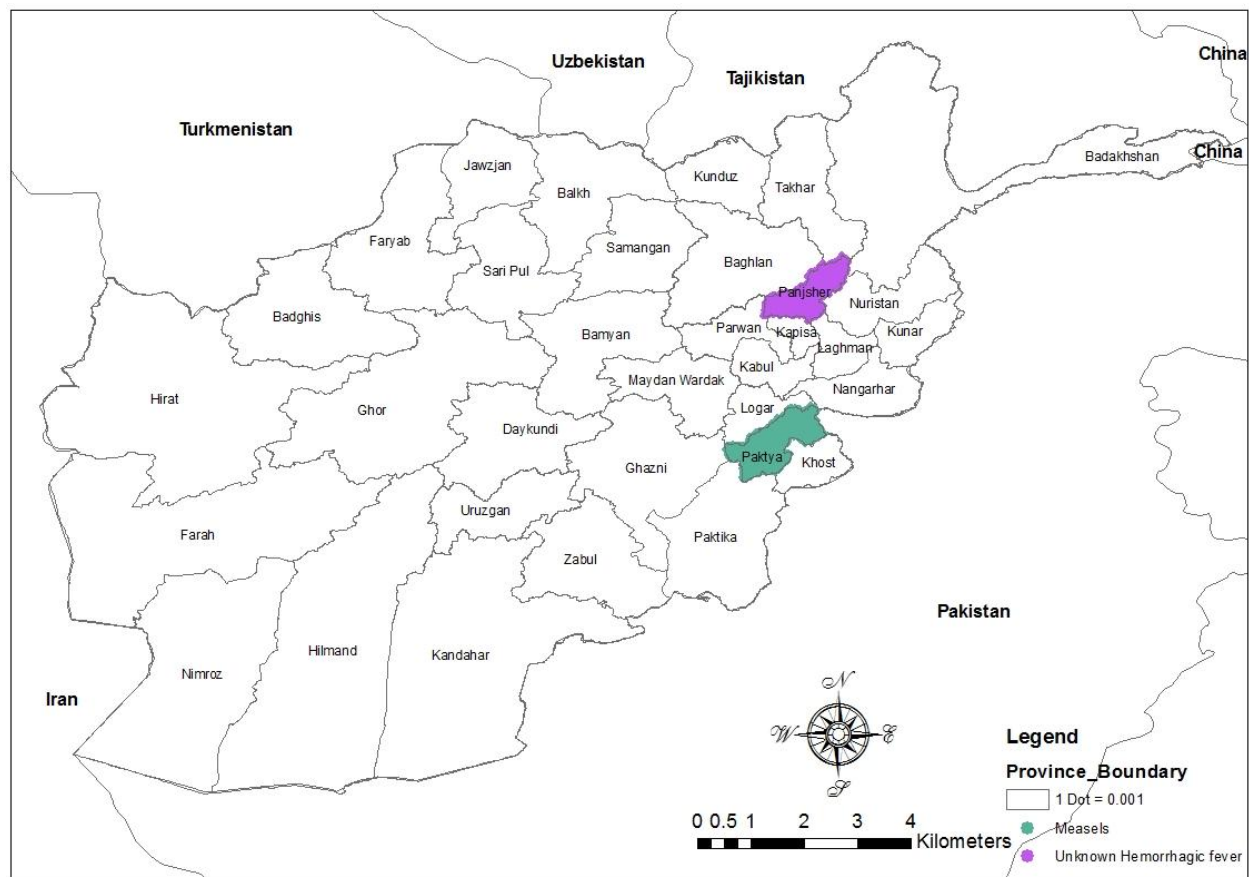 China
Uzbekistan
Tajikistan
Turkmenistan
Badakhshan
China
Jawzjan
Balkh
Kunduz
Takhar
Faryab
Samangan
Baghlan
Sari Pul
Panjsher
Nuristan
Badghis
Bamyan
Parwan
Kapisa
Kunar
Laghman
Kabul
Maydan Wardak
Nangarhar
Hirat
Ghor
Logar
Daykundi
Paktya
Khost
Ghazni
Uruzgan
Farah
Paktika
Zabul
Pakistan
Hilmand
Kandahar
Nimroz
Iran
N
W
E
S
Legend
Province_Boundary
1 Dot = 0.001
Measels
Unknown Hemorrhagic fever
0 0.5 1 2 3 4
Kilometers